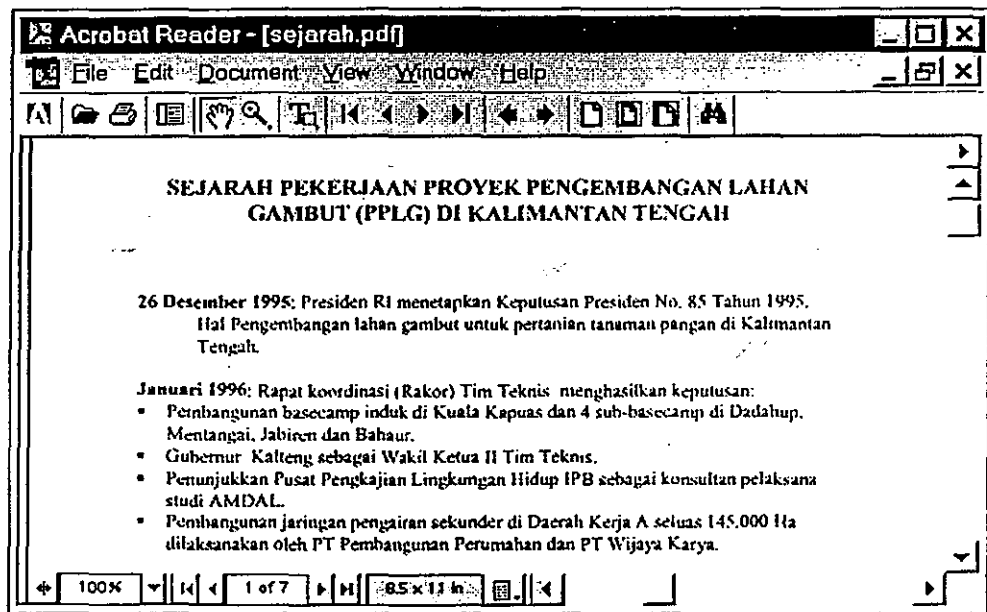 Acrobat Reader - [sejarah.pdf]
File Edit Document View Window Help
SEJARAH PEKERJAAN PROYEK PENGEMBANGAN LAHAN
GAMBUT (PPLG) DI KALIMANTAN TENGAH
26 Desember 1995: Presiden RI menetapkan Keputusan Presiden No. 85 Tahun 1995.
Hal Pengembangan lahan gambut untuk pertanian tanaman pangan di Kalimantan
Tengah.
Januari 1996: Rapat koordinasi (Rakor) Tim Teknis menghasilkan keputusan:
▪ Pembangunan basecamp induk di Kuala Kapuas dan 4 sub-basecamp di Dadahup,
Mentangai, Jabiren dan Bahaur.
▪ Gubernur Kalteng sebagai Wakil Ketua II Tim Teknis.
▪ Penunjukkan Pusat Pengkajian Lingkungan Hidup IPB sebagai konsultan pelaksana
studi AMDAL.
▪ Pembangunan jaringan pengairan sekunder di Daerah Kerja A seluas 145.000 Ha
dilaksanakan oleh PT Pembangunan Perumahan dan PT Wijaya Karya.
100% 1 of 7 8.5 x 11 in